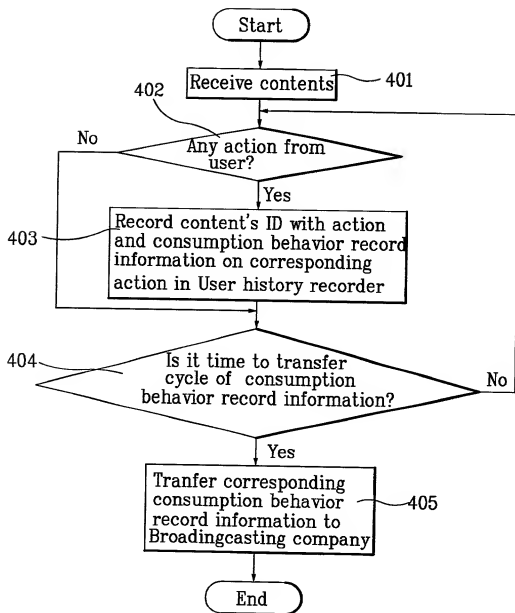 Start
Receive contents
401
402
No
Any action from
user?
Yes
403
Record content's ID with action
and consumption behavior record
information on corresponding
action in User history recorder
404
Is it time to transfer
cycle of consumption
behavior record information?
No
Yes
Tranfer corresponding
consumption behavior
record information to
Broadingcasting company
405
End